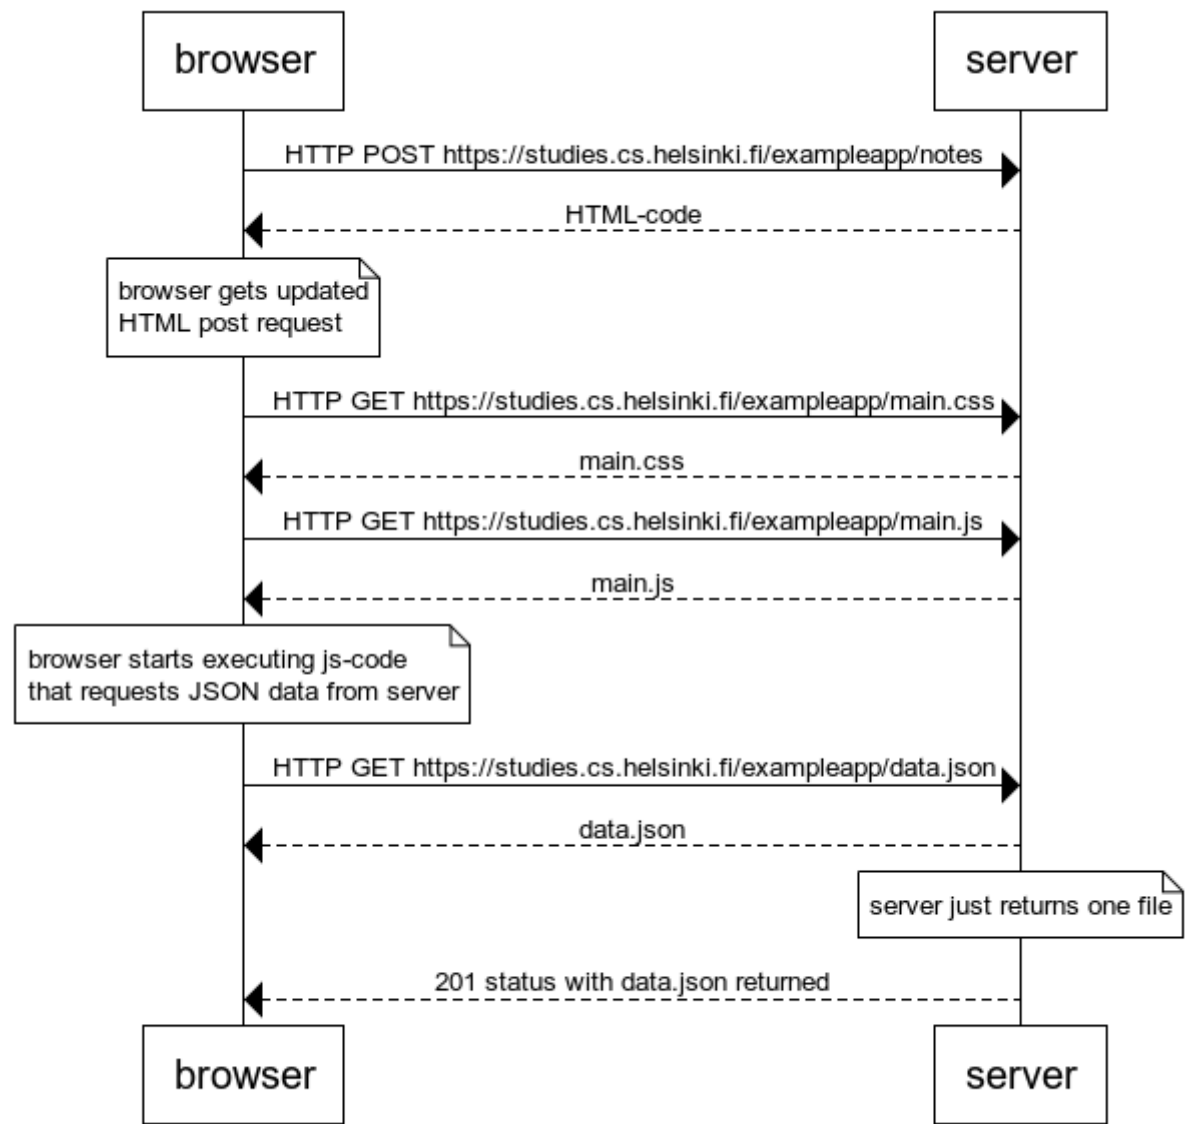 browser
server
HTTP POST https://studies.cs.helsinki.fi/exampleapp/notes
HTML-code
browser gets updated
HTML post request
HTTP GET https://studies.cs.helsinki.fi/exampleapp/main.css
main.css
HTTP GET https://studies.cs.helsinki.fi/exampleapp/main.js
main.js
browser starts executing js-code
that requests JSON data from server
HTTP GET https://studies.cs.helsinki.fi/exampleapp/data.json
data.json
server just returns one file
201 status with data.json returned
browser
server